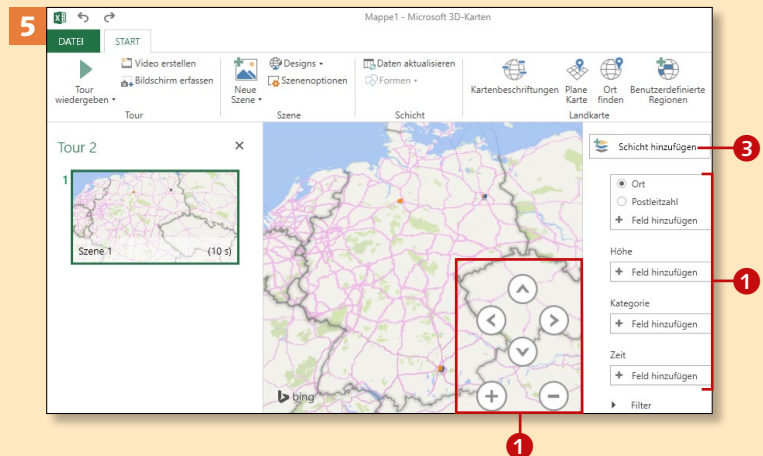 5
Mappe1 - Microsoft 3D-Karten
DATEI START
Tour wiedergeben
Video erstellen
Bildschirm erfassen
Tour
Neue Szene
Designs
Szenenoptionen
Szene
Daten aktualisieren
Formen
Schicht
Kartenbeschriftungen
Plane Karte
Ort finden
Benutzerdefinierte Regionen
Landkarte
Tour 2
1
Szene 1 (10 s)
bing
Schicht hinzufügen
3
Ort
Postleitzahl
Feld hinzufügen
Höhe
Feld hinzufügen
1
Kategorie
Feld hinzufügen
Zeit
Feld hinzufügen
Filter
1